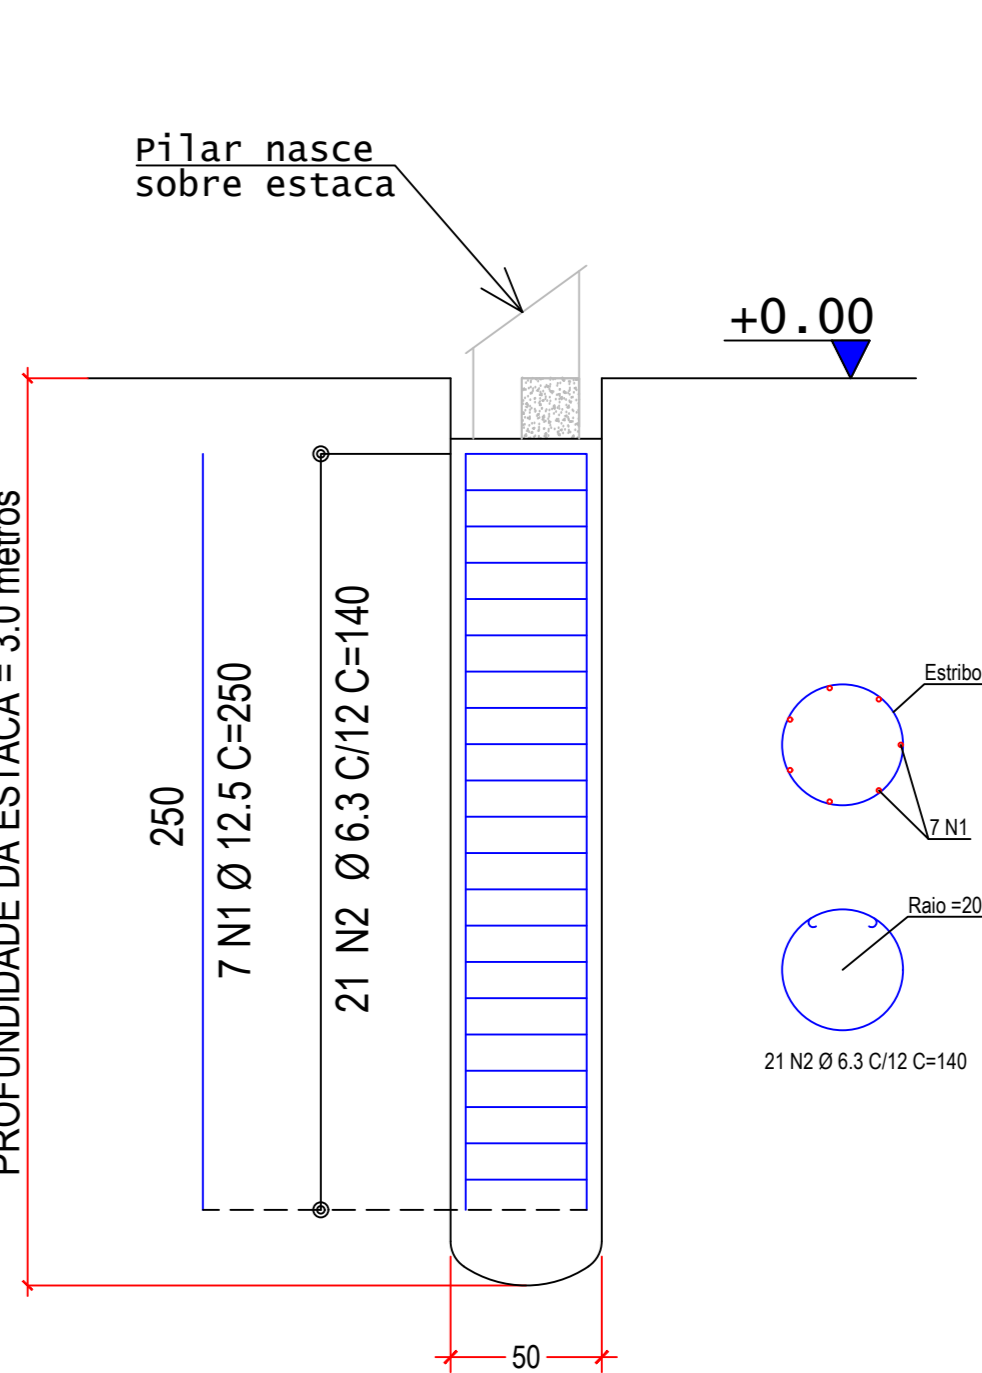 Pilar nasce
sobre estaca
+0.00
PROFUNDIDADE DA ESTACA = 3.0 metros
250
7 N1 Ø 12.5 C=250
21 N2 Ø 6.3 C/12 C=140
Estribo
7 N1
Raio =20
21 N2 Ø 6.3 C/12 C=140
50